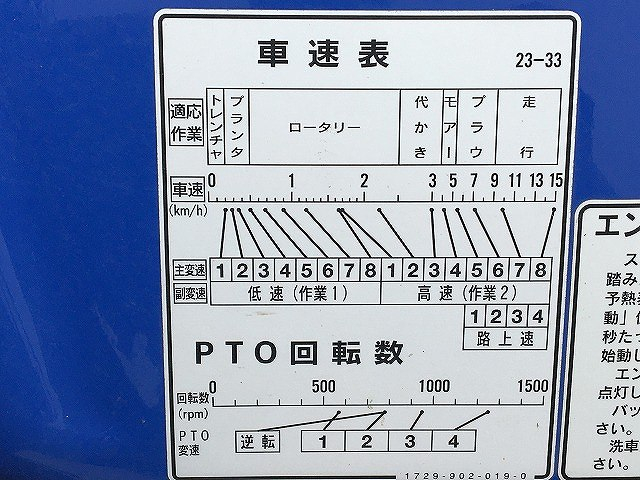 車速表
23-33
適応作業 トレンチャ プランタ ロータリー 代かき モアー プラウ 走行
車速 0 1 2 3 5 7 9 11 13 15
(km/h)
主変速 1 2 3 4 5 6 7 8 1 2 3 4 5 6 7 8
副変速 低速(作業1) 高速(作業2)
1 2 3 4
路上速
PTO回転数
回転数 0 500 1000 1500
(rpm)
PTO変速 逆転 1 2 3 4
1729-902-019-0
エン
ス
踏み
予熱
動」
秒たっ
始動し
エン
点灯し
バッ
さい。
洗車
さい。